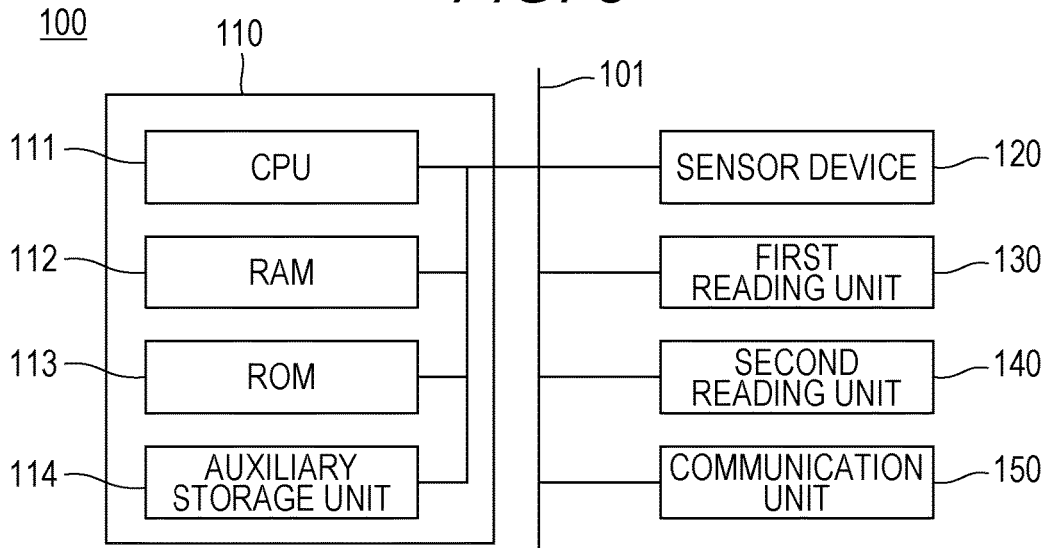 FIG.
100
110
101
111
CPU
SENSOR DEVICE
120
112
RAM
FIRST
READING UNIT
130
113
ROM
SECOND
READING UNIT
140
114
AUXILIARY
STORAGE UNIT
COMMUNICATION
UNIT
150